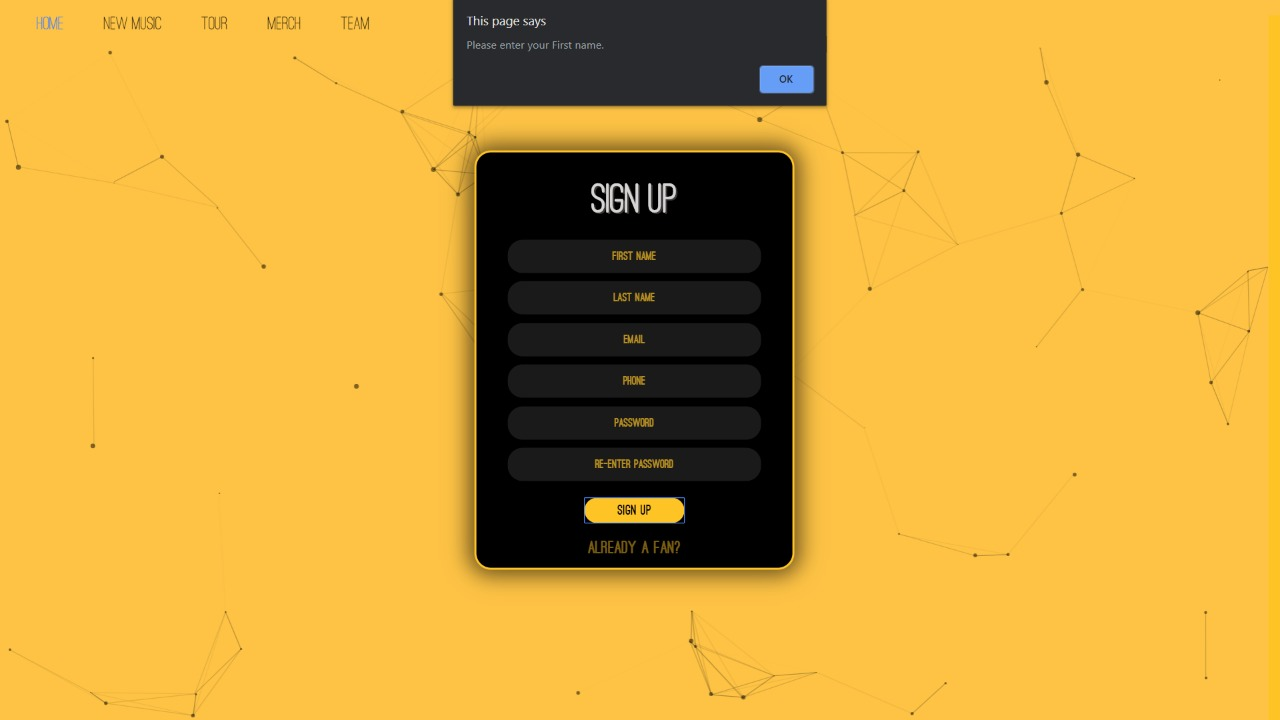 HOME NEW MUSIC TOUR MERCH TEAM
This page says
Please enter your First name.
OK
SIGN UP
FIRST NAME
LAST NAME
EMAIL
PHONE
PASSWORD
RE-ENTER PASSWORD
SIGN UP
ALREADY A FAN?